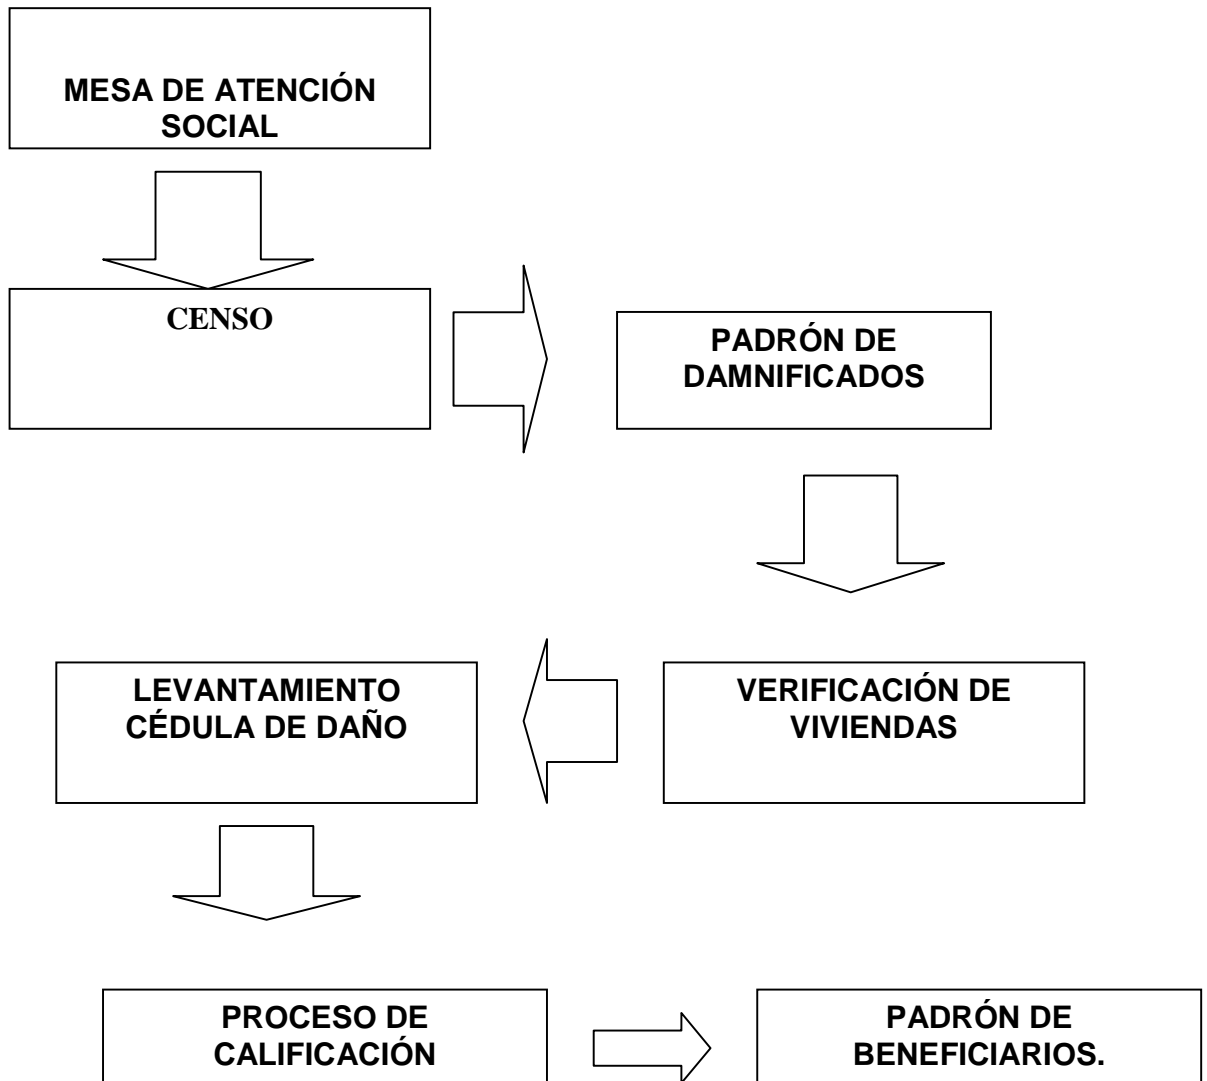 MESA DE ATENCIÓN
SOCIAL
CENSO
PADRÓN DE
DAMNIFICADOS
VERIFICACIÓN DE
VIVIENDAS
LEVANTAMIENTO
CÉDULA DE DAÑO
PROCESO DE
CALIFICACIÓN
PADRÓN DE
BENEFICIARIOS.